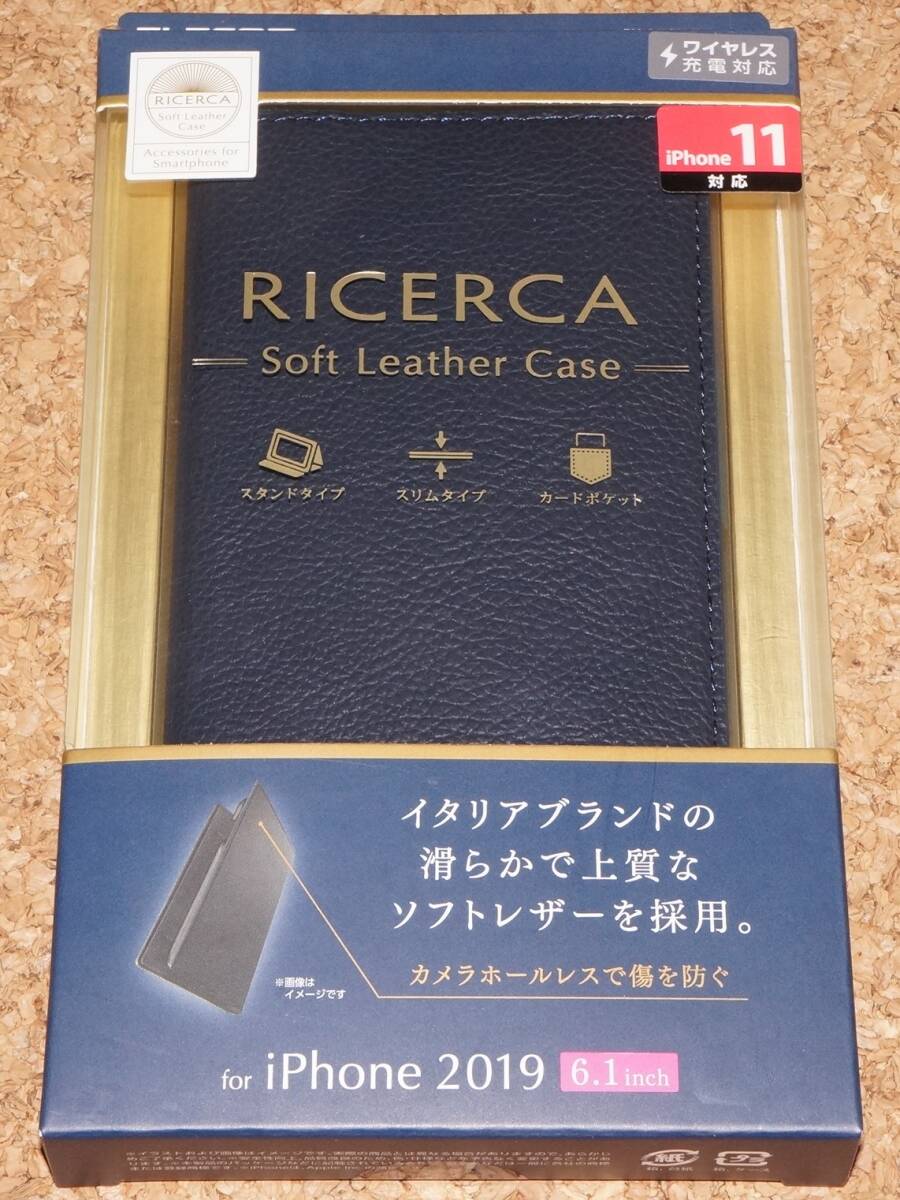 ワイヤレス
充電対応
RICERCA
Soft Leather
Case
Accessories for
Smartphone
iPhone 11
対応
RICERCA
Soft Leather Case
スタンドタイプ
スリムタイプ
カードポケット
イタリアブランドの
滑らかで上質な
ソフトレザーを採用。
カメラホールレスで傷を防ぐ
※画像は
イメージです
for iPhone 2019 6.1inch
紙
プラ